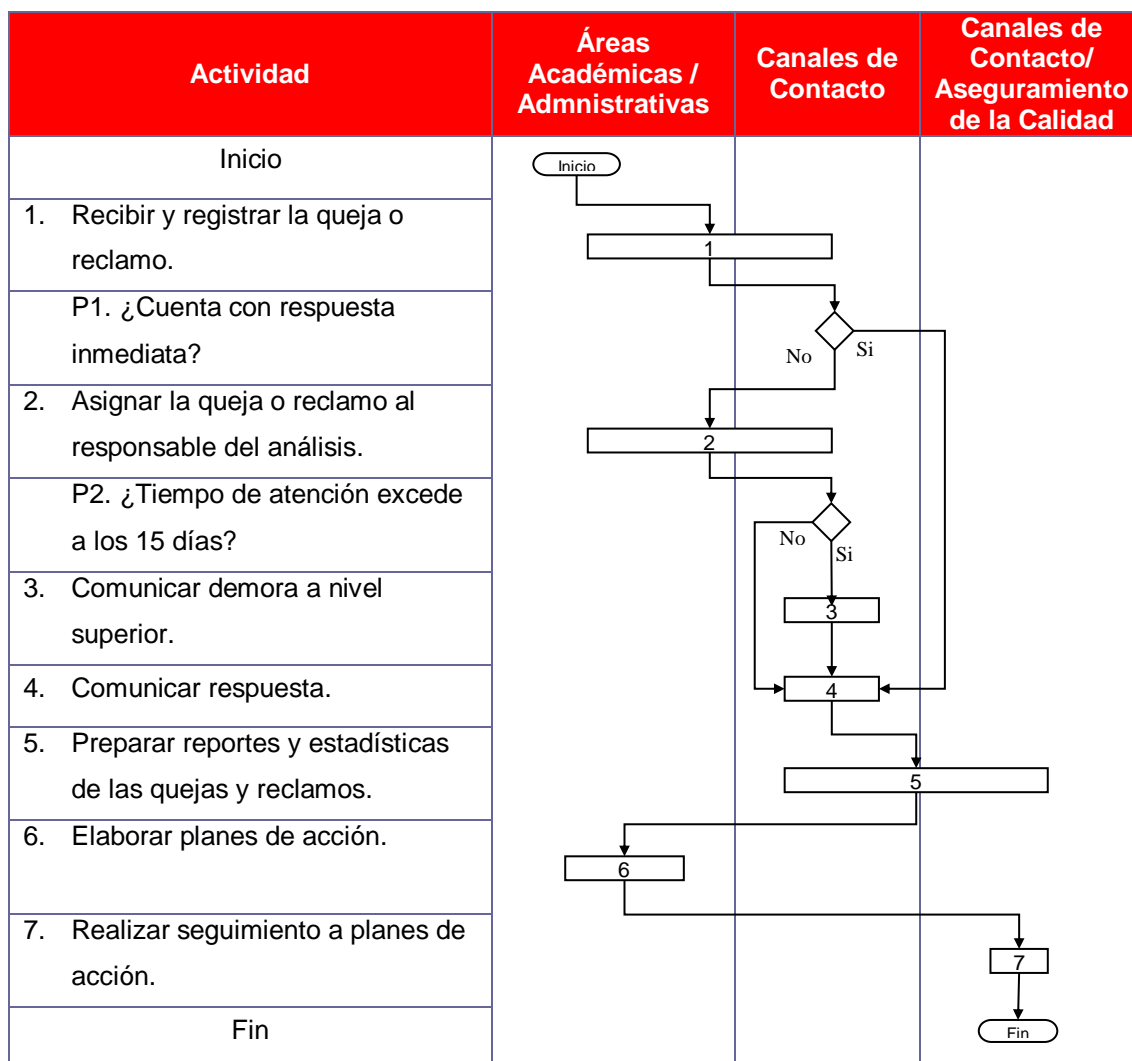 Actividad
Áreas
Académicas /
Admnistrativas
Canales de
Contacto
Canales de
Contacto/
Aseguramiento
de la Calidad
Inicio
Inicio
1. Recibir y registrar la queja o
reclamo.
1
P1. ¿Cuenta con respuesta
inmediata?
No
Si
2. Asignar la queja o reclamo al
responsable del análisis.
2
P2. ¿Tiempo de atención excede
a los 15 días?
No
Si
3. Comunicar demora a nivel
superior.
3
4. Comunicar respuesta.
4
5. Preparar reportes y estadísticas
de las quejas y reclamos.
5
6. Elaborar planes de acción.
6
7. Realizar seguimiento a planes de
acción.
7
Fin
Fin